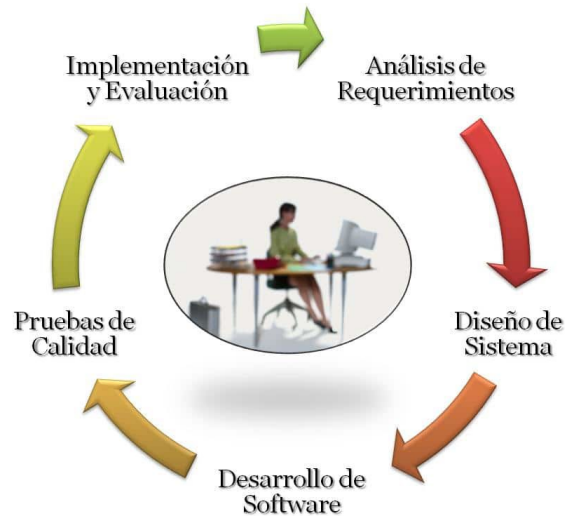 Implementación
y Evaluación
Análisis de
Requerimientos
Diseño de
Sistema
Desarrollo de
Software
Pruebas de
Calidad